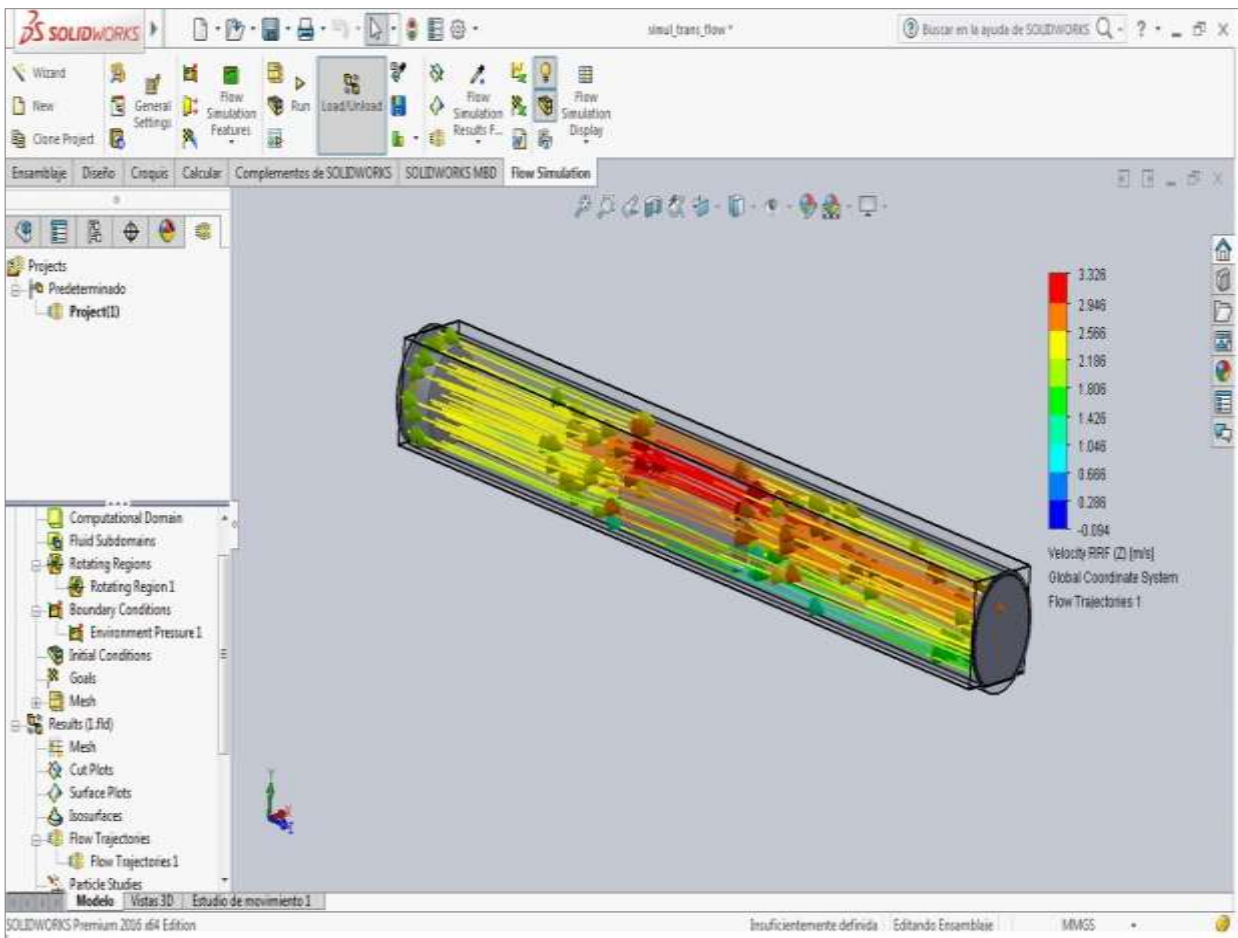 3S SOLIDWORKS
simul_trans_flow *
Buscar en la ayuda de SOLIDWORKS
?
Wizard
New
Clone Project
General Settings
Flow Simulation Features
Run
Load/Unload
Flow Simulation Results F...
Flow Simulation Display
Ensamblaje
Diseño
Croquis
Calcular
Complementos de SOLIDWORKS
SOLIDWORKS MBD
Flow Simulation
Projects
Predeterminado
Project(1)
Computational Domain
Fluid Subdomains
Rotating Regions
Rotating Region 1
Boundary Conditions
Environment Pressure 1
Initial Conditions
Goals
Mesh
Results (1.fld)
Mesh
Cut Plots
Surface Plots
Isosurfaces
Flow Trajectories
Flow Trajectories 1
Particle Studies
3.326
2.946
2.566
2.186
1.806
1.426
1.046
0.666
0.286
-0.094
Velocity RRF (Z) [m/s]
Global Coordinate System
Flow Trajectories 1
Y
X
Z
Modelo
Vistas 3D
Estudio de movimiento 1
SOLIDWORKS Premium 2016 x64 Edition
Insuficientemente definida
Editando Ensamblaje
MMGS